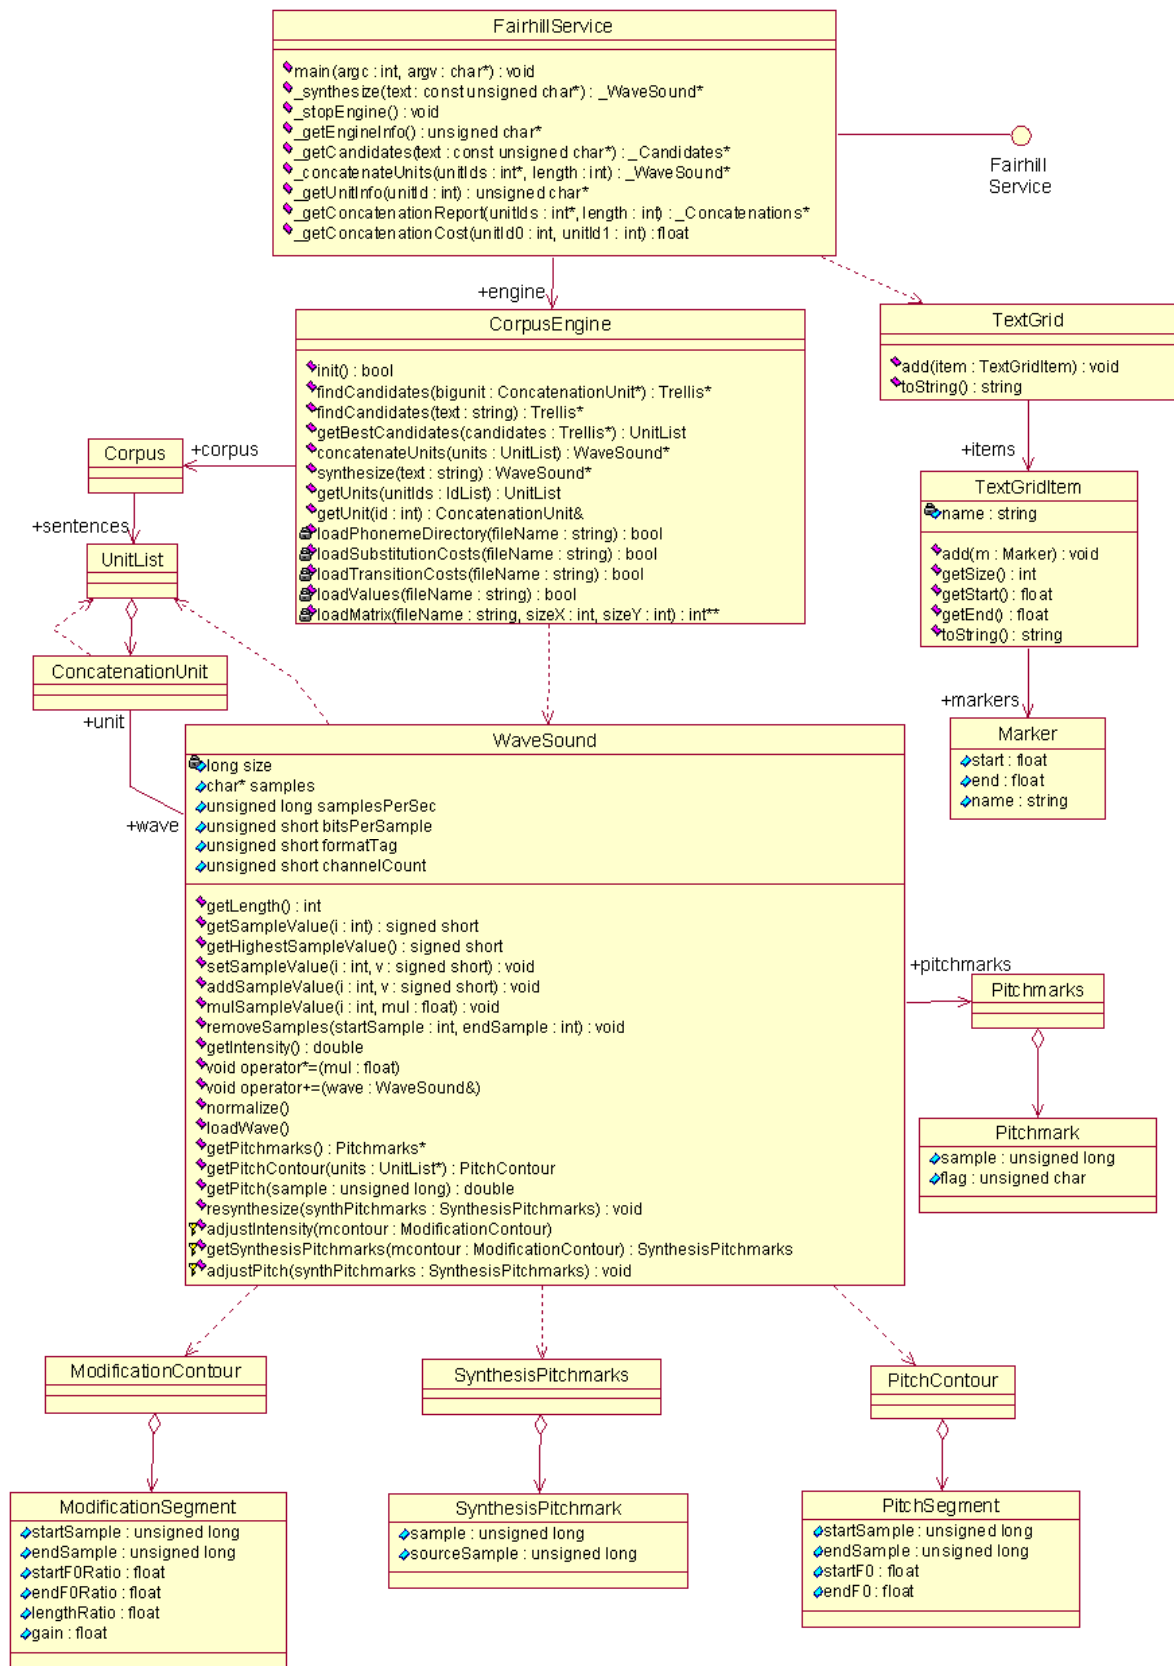 FairhillService
main(argc : int, argv : char*) : void
_synthesize(text : const unsigned char*) : _WaveSound*
_stopEngine() : void
_getEngineInfo() : unsigned char*
_getCandidates(text : const unsigned char*) : _Candidates*
_concatenateUnits(unitIds : int*, length : int) : _WaveSound*
_getUnitInfo(unitId : int) : unsigned char*
_getConcatenationReport(unitIds : int*, length : int) : _Concatenations*
_getConcatenationCost(unitId0 : int, unitId1 : int) : float
Fairhill
Service
+engine
CorpusEngine
init() : bool
findCandidates(bigunit : ConcatenationUnit*) : Trellis*
findCandidates(text : string) : Trellis*
getBestCandidates(candidates : Trellis*) : UnitList
concatenateUnits(units : UnitList) : WaveSound*
synthesize(text : string) : WaveSound*
getUnits(unitIds : IdList) : UnitList
getUnit(id : int) : ConcatenationUnit&
loadPhonemeDirectory(fileName : string) : bool
loadSubstitutionCosts(fileName : string) : bool
loadTransitionCosts(fileName : string) : bool
loadValues(fileName : string) : bool
loadMatrix(fileName : string, sizeX : int, sizeY : int) : int**
TextGrid
add(item : TextGridItem) : void
toString() : string
+items
TextGridItem
name : string
add(m : Marker) : void
getSize() : int
getStart() : float
getEnd() : float
toString() : string
+markers
Marker
start : float
end : float
name : string
+corpus
Corpus
+sentences
UnitList
ConcatenationUnit
+unit
+wave
WaveSound
long size
char* samples
unsigned long samplesPerSec
unsigned short bitsPerSample
unsigned short formatTag
unsigned short channelCount
getLength() : int
getSampleValue(i : int) : signed short
getHighestSampleValue() : signed short
setSampleValue(i : int, v : signed short) : void
addSampleValue(i : int, v : signed short) : void
mulSampleValue(i : int, mul : float) : void
removeSamples(startSample : int, endSample : int) : void
getIntensity() : double
void operator*=(mul : float)
void operator+=(wave : WaveSound&)
normalize()
loadWave()
getPitchmarks() : Pitchmarks*
getPitchContour(units : UnitList*) : PitchContour
getPitch(sample : unsigned long) : double
resynthesize(synthPitchmarks : SynthesisPitchmarks) : void
adjustIntensity(mcontour : ModificationContour)
getSynthesisPitchmarks(mcontour : ModificationContour) : SynthesisPitchmarks
adjustPitch(synthPitchmarks : SynthesisPitchmarks) : void
+pitchmarks
Pitchmarks
Pitchmark
sample : unsigned long
flag : unsigned char
ModificationContour
ModificationSegment
startSample : unsigned long
endSample : unsigned long
startF0Ratio : float
endF0Ratio : float
lengthRatio : float
gain : float
SynthesisPitchmarks
SynthesisPitchmark
sample : unsigned long
sourceSample : unsigned long
PitchContour
PitchSegment
startSample : unsigned long
endSample : unsigned long
startF0 : float
endF0 : float